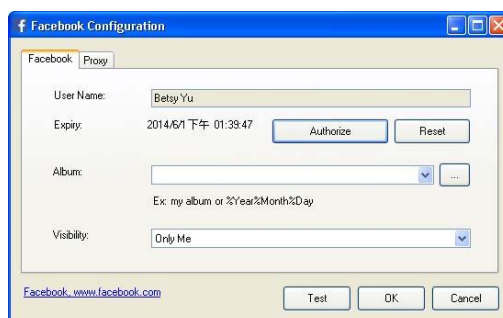 Facebook Configuration
Facebook Proxy
User Name: Betsy Yu
Expiry: 2014/6/1 下午 01:39:47 Authorize Reset
Album: ...
Ex: my album or %Year%Month%Day
Visibility: Only Me
Facebook, www.facebook.com Test OK Cancel